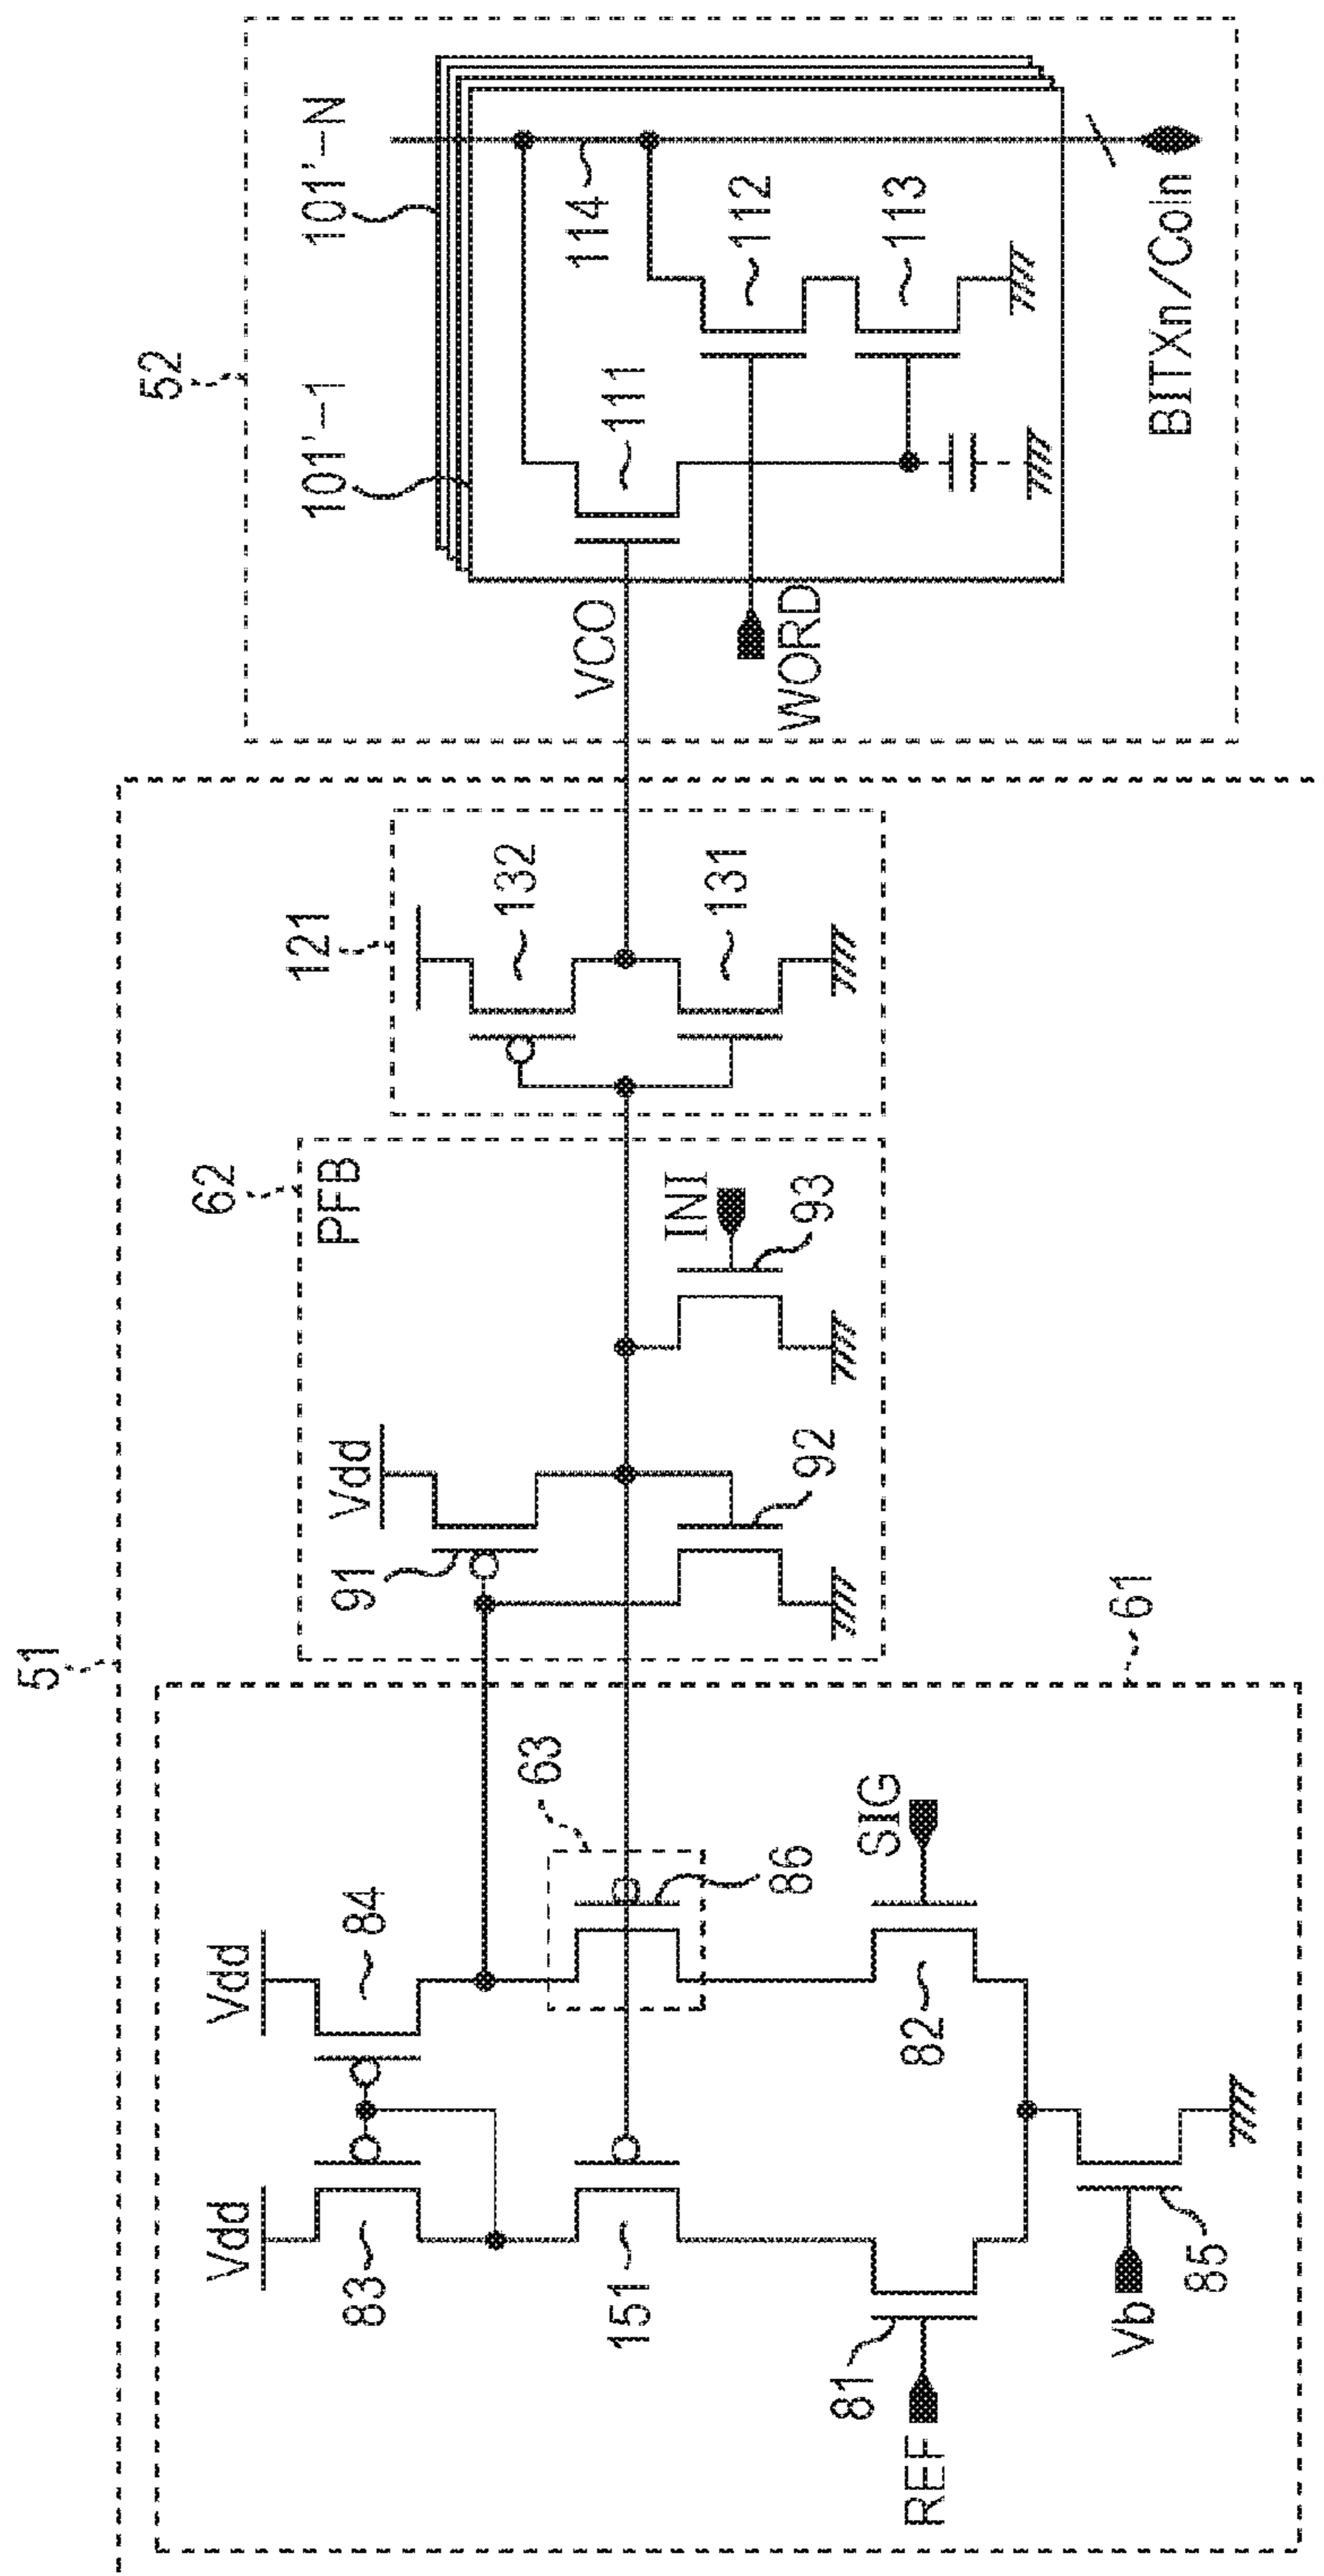 51
61
Vdd
Vdd
83
84
63
151
86
81
82
REF
SIG
Vb
85
62
PFB
Vdd
91
92
INI
93
121
132
131
52
101'-1
101'-N
VCO
111
114
112
113
WORD
BITXn/Coln